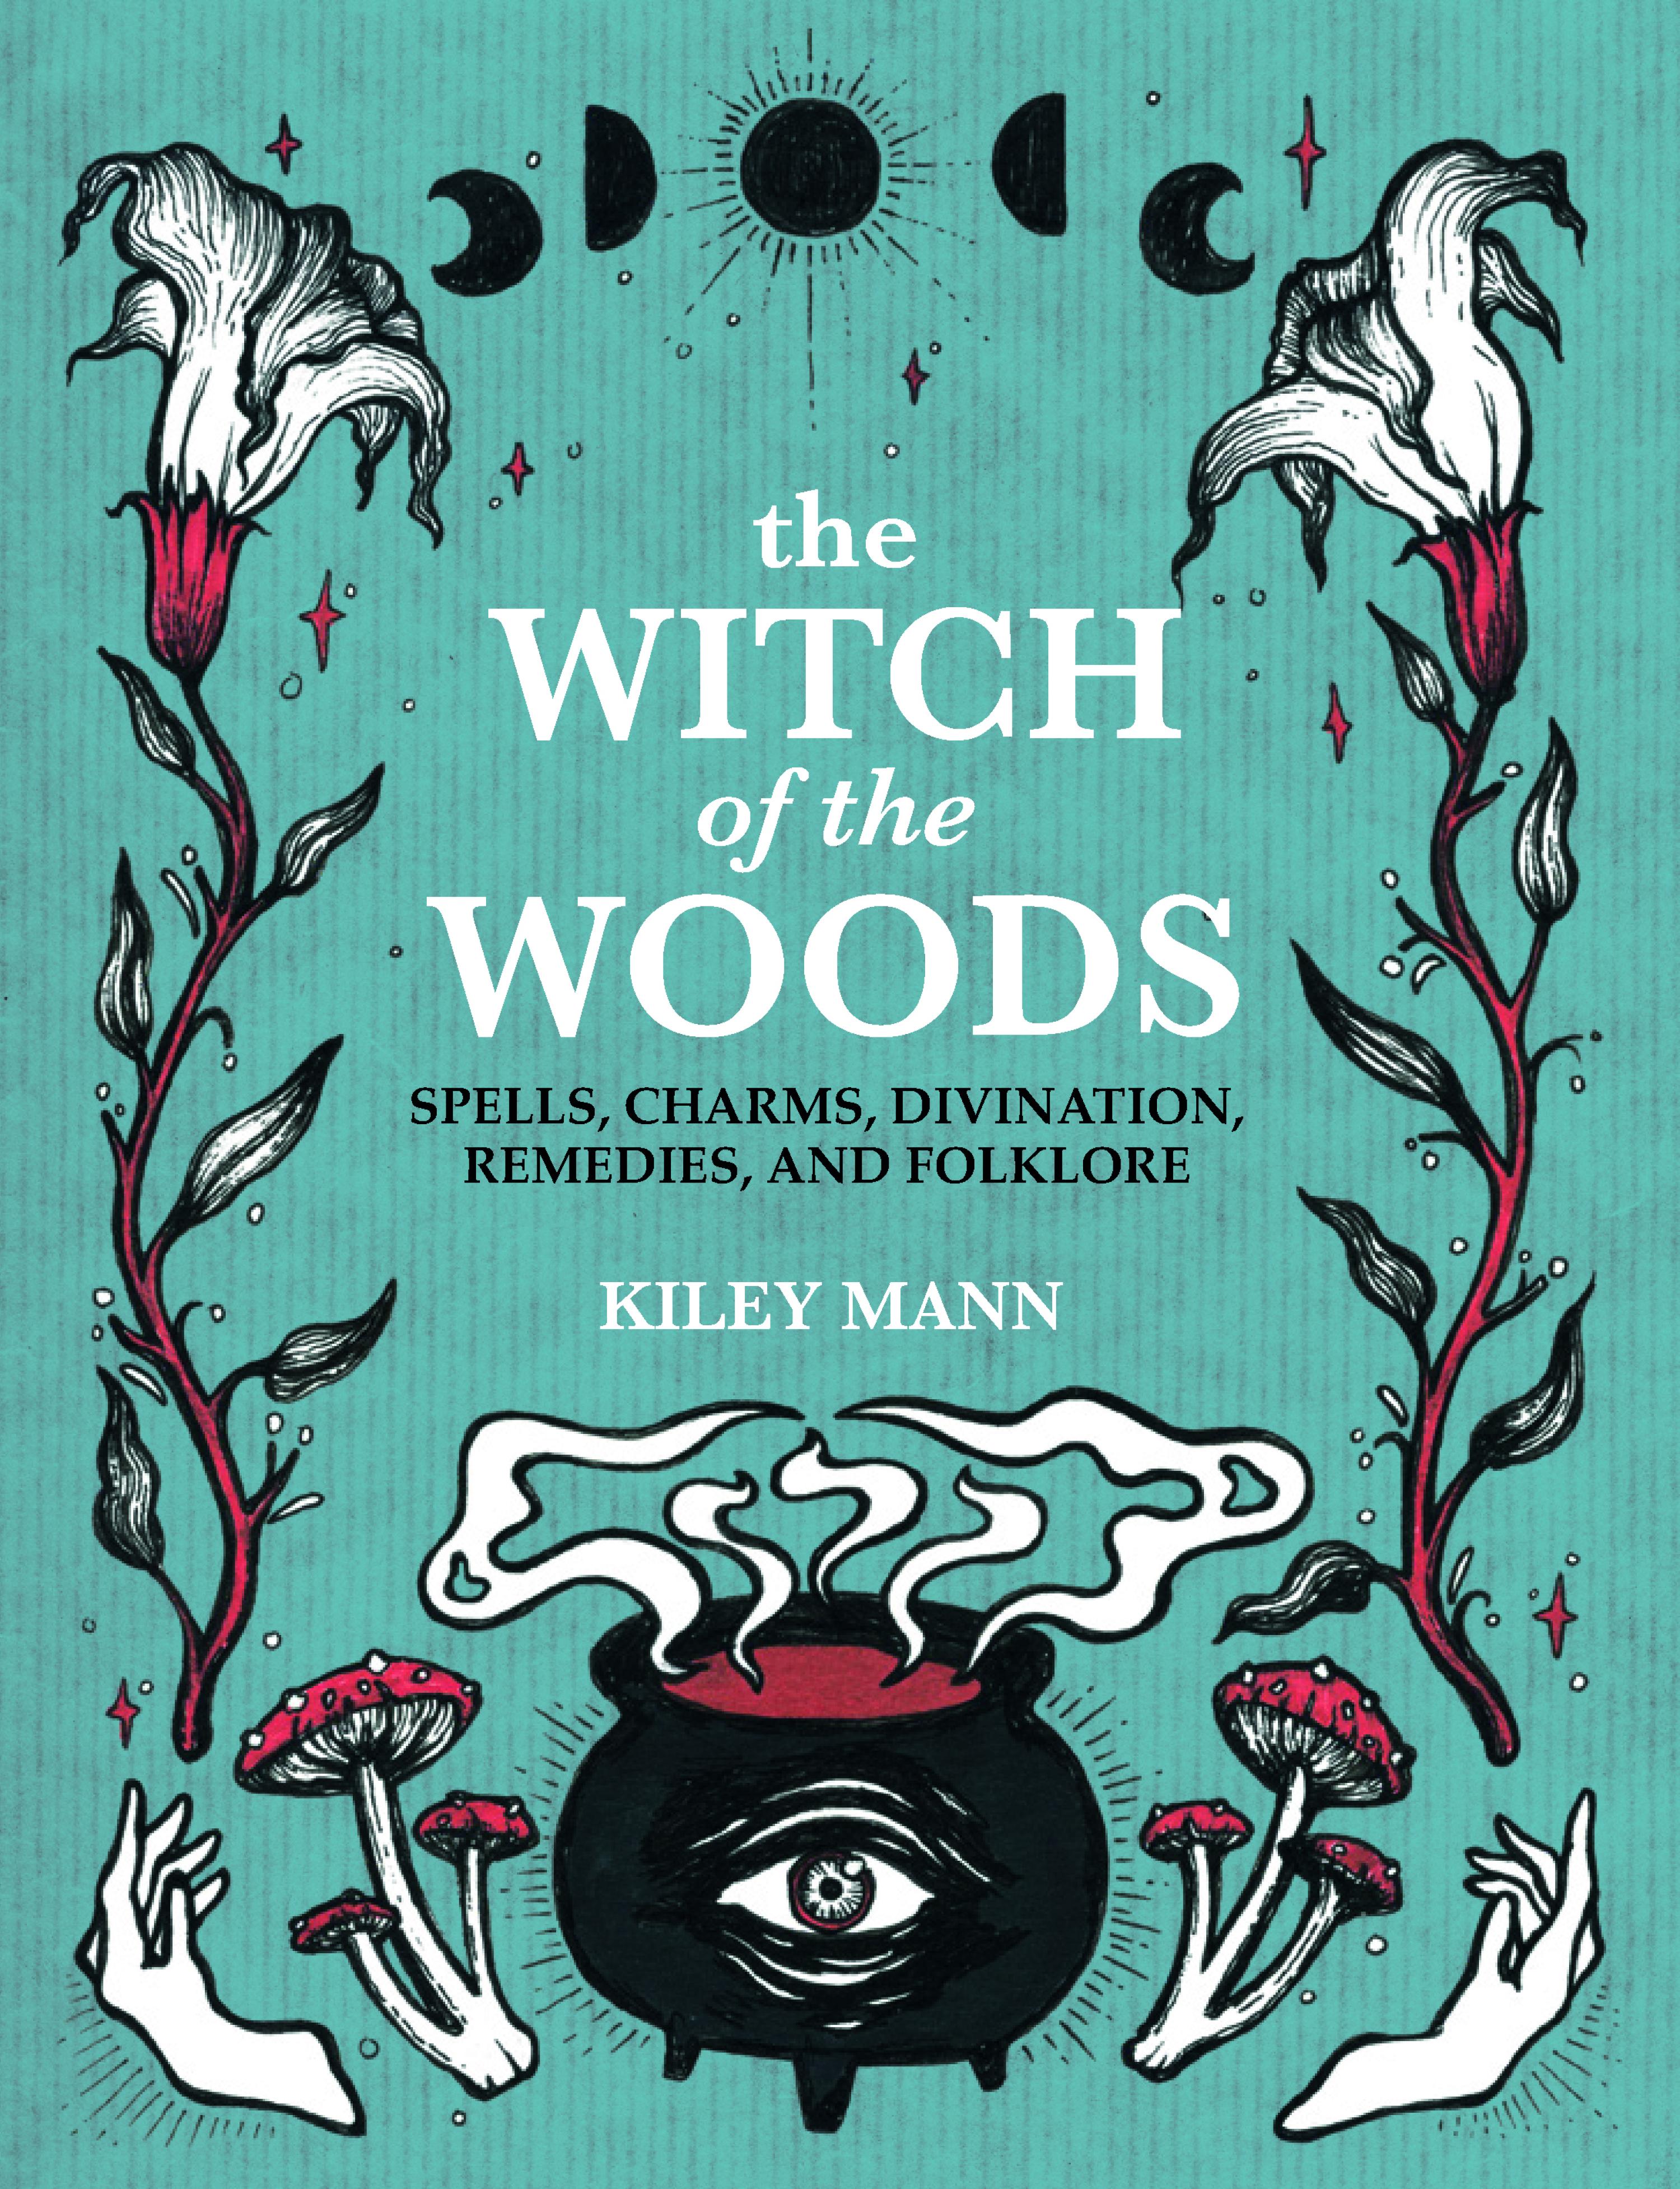 the
WITCH
of the
WOODS
SPELLS, CHARMS, DIVINATION,
REMEDIES, AND FOLKLORE
KILEY MANN